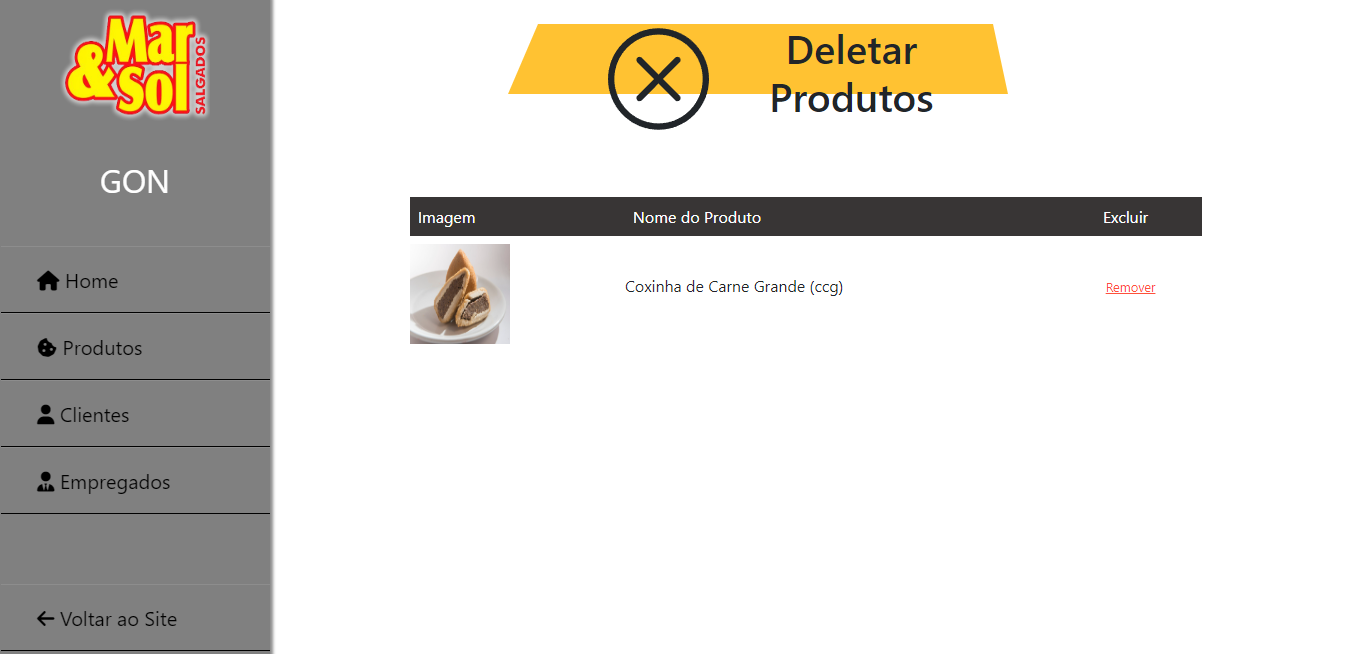 Mar
&Sol
SALGADOS
GON
Home
Produtos
Clientes
Empregados
Voltar ao Site
Deletar
Produtos
Imagem Nome do Produto Excluir
Coxinha de Carne Grande (ccg) Remover